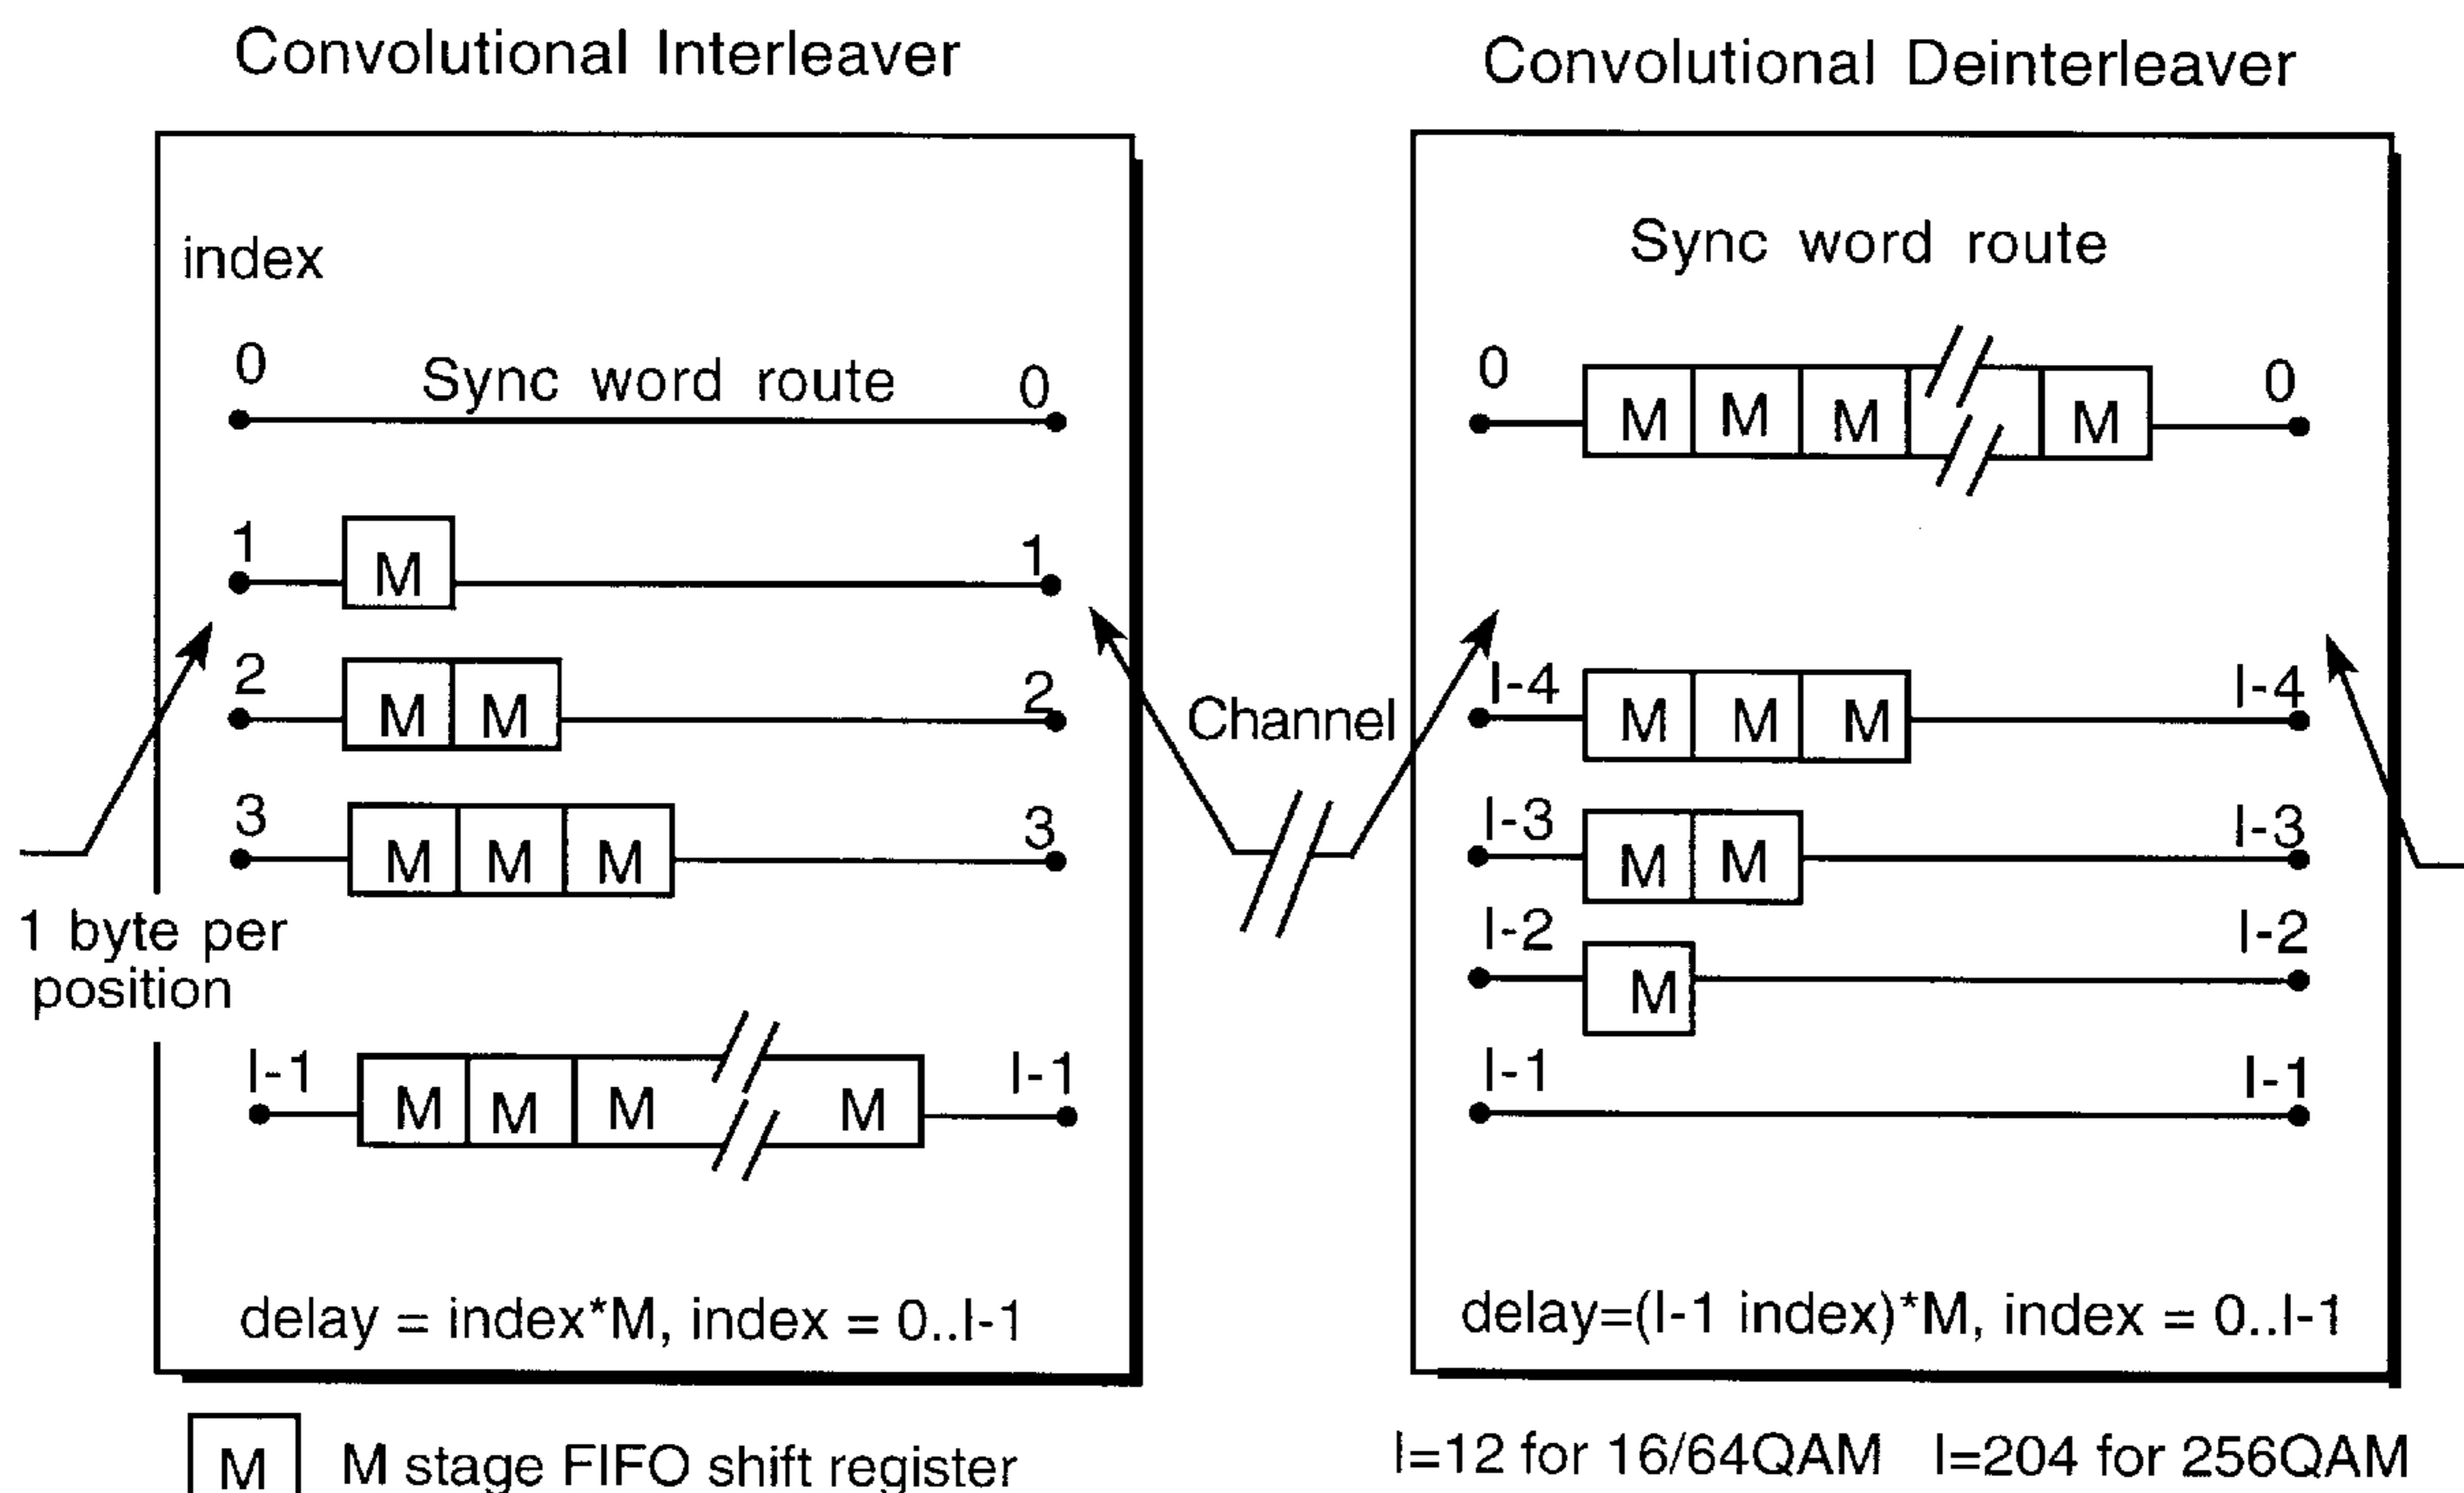 Convolutional Interleaver
index
0 Sync word route 0
1 M 1
2 M M 2
3 M M M 3
1 byte per
position
I-1 M M M M I-1
delay = index*M, index = 0..I-1
M M stage FIFO shift register
Channel
Convolutional Deinterleaver
Sync word route
0 M M M M 0
I-4 M M M I-4
I-3 M M I-3
I-2 M I-2
I-1 I-1
delay=(I-1 index)*M, index = 0..I-1
I=12 for 16/64QAM I=204 for 256QAM